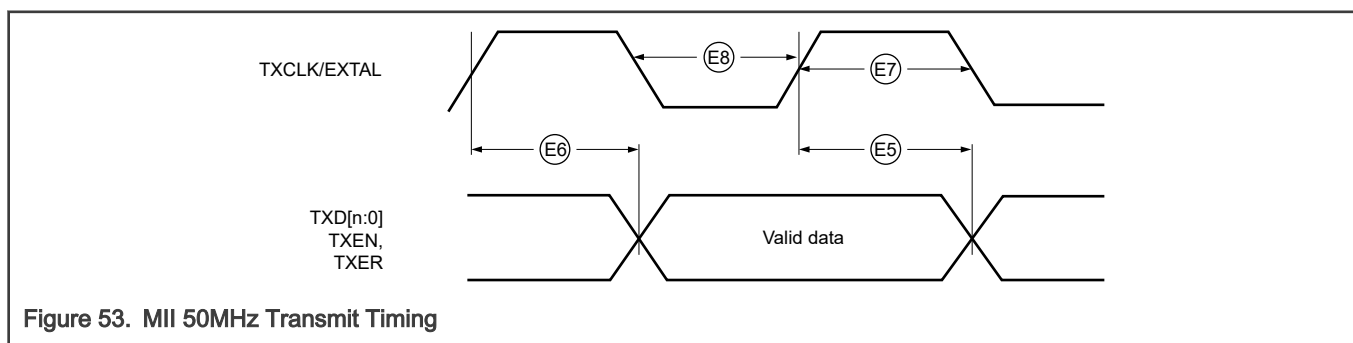 TXCLK/EXTAL
E8
E7
E6
E5
TXD[n:0]
TXEN,
TXER
Valid data
Figure 53. MII 50MHz Transmit Timing